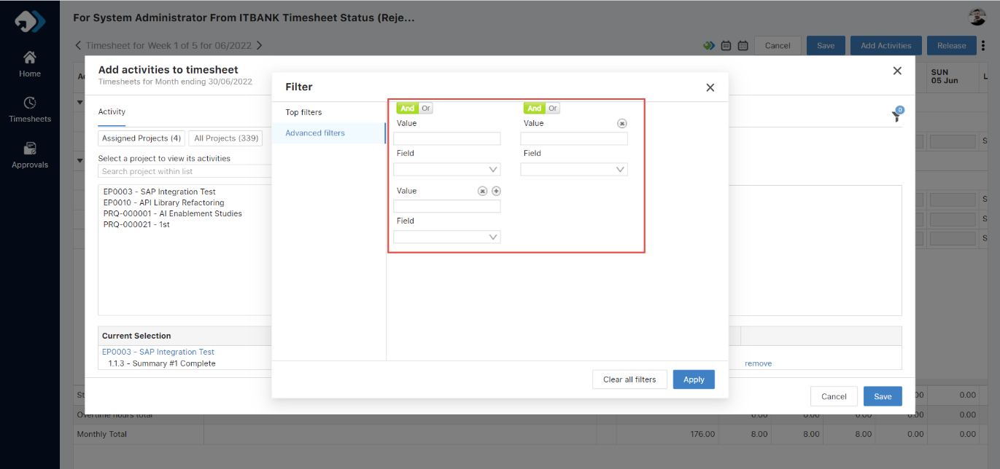 For System Administrator From ITBANK Timesheet Status (Reje...
Timesheet for Week 1 of 5 for 06/2022
Cancel
Save
Add Activities
Release
Home
Timesheets
Approvals
Add activities to timesheet
Timesheets for Month ending 30/06/2022
SUN
05 Jun
L
Activity
0
Assigned Projects (4)
All Projects (339)
Select a project to view its activities
Search project within list
EP0003 - SAP Integration Test
EP0010 - API Library Refactoring
PRQ-000001 - AI Enablement Studies
PRQ-000021 - 1st
Current Selection
EP0003 - SAP Integration Test
1.1.3 - Summary #1 Complete
remove
Filter
Top filters
Advanced filters
And Or
Value
Field
Value
Field
And Or
Value
Field
Clear all filters
Apply
Cancel
Save
St
00 0.00
Overtime hours total
0.00 0.00 0.00 0.00 0.00
Monthly Total 176.00 8.00 8.00 8.00 0.00 0.00